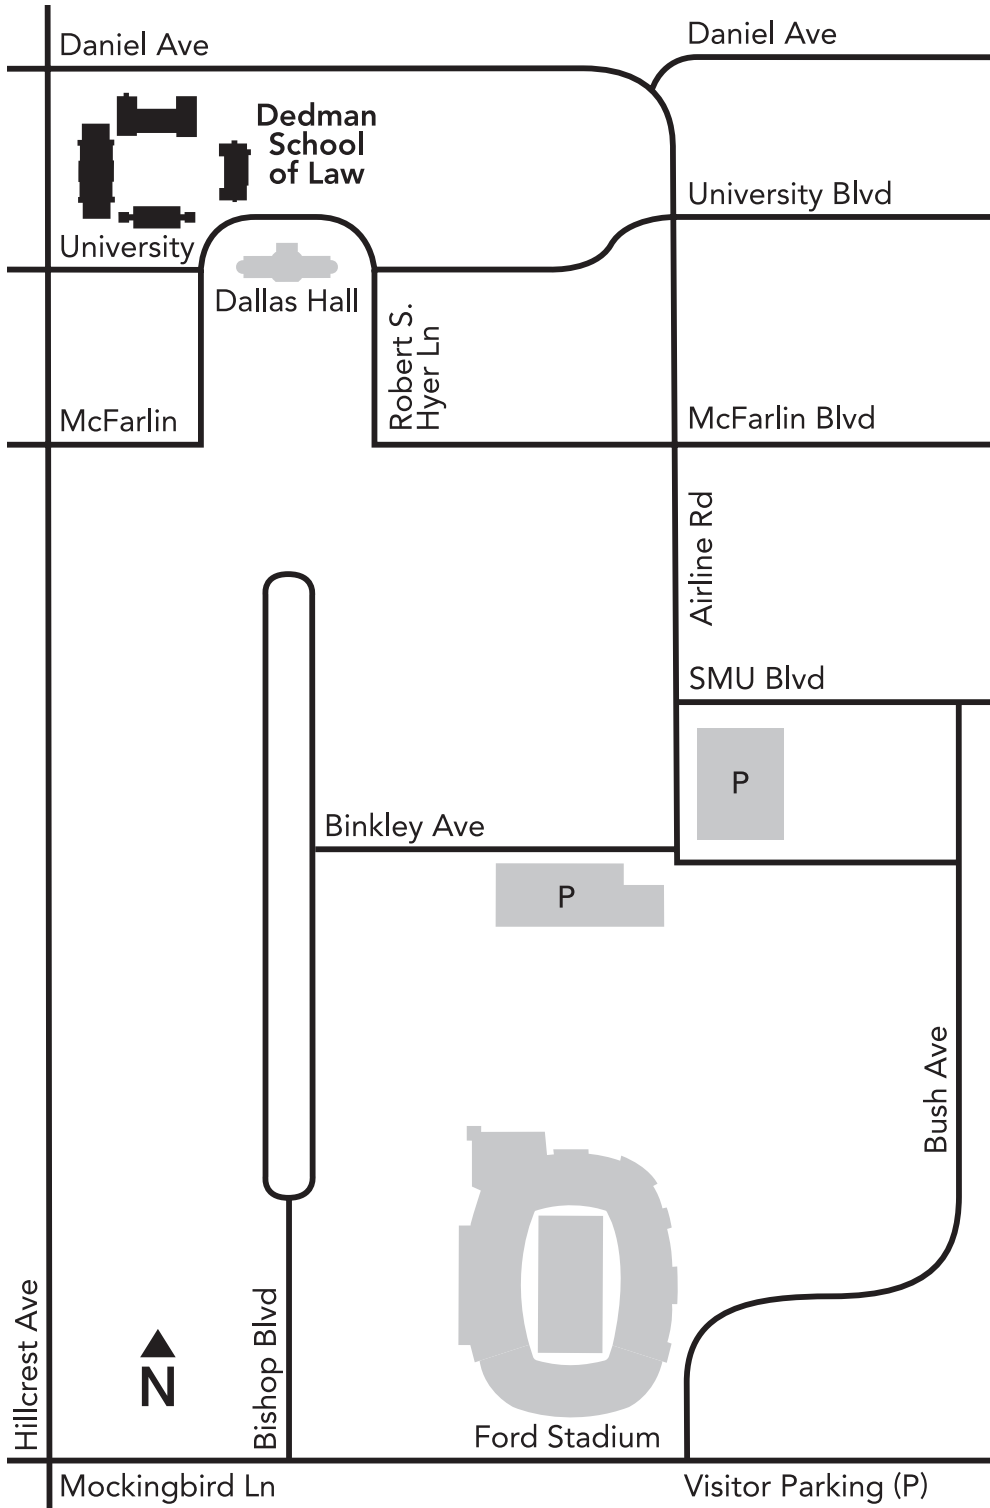 Daniel Ave
Daniel Ave
Dedman
School
of Law
University Blvd
University
Dallas Hall
Robert S.
Hyer Ln
McFarlin
McFarlin Blvd
Airline Rd
SMU Blvd
P
Binkley Ave
P
Bush Ave
Hillcrest Ave
N
Bishop Blvd
Ford Stadium
Mockingbird Ln
Visitor Parking (P)